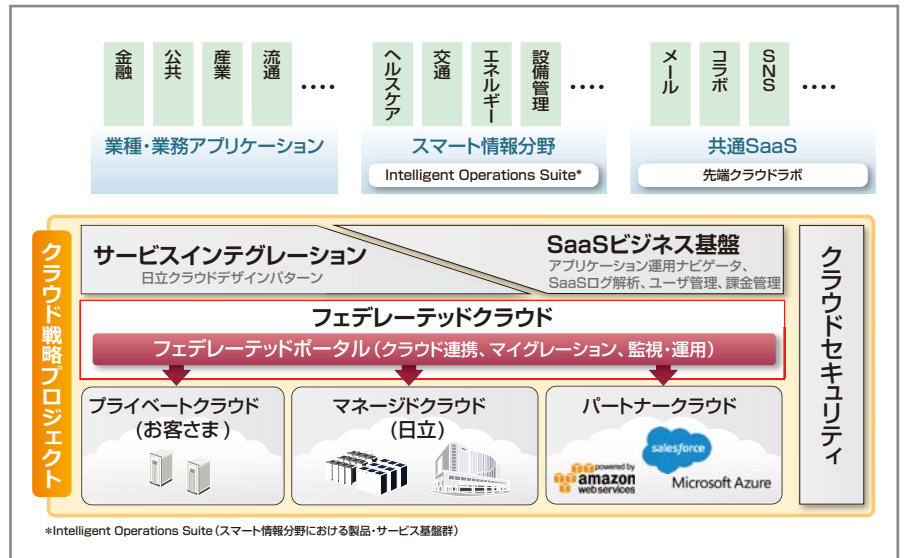 金融
公共
産業
流通
••••
業種・業務アプリケーション
ヘルスケア
交通
エネルギー
設備管理
••••
スマート情報分野
Intelligent Operations Suite*
メール
コラボ
SNS
••••
共通SaaS
先端クラウドラボ
クラウド戦略プロジェクト
サービスインテグレーション
日立クラウドデザインパターン
SaaSビジネス基盤
アプリケーション運用ナビゲータ、
SaaSログ解析、ユーザ管理、課金管理
フェデレーテッドクラウド
フェデレーテッドポータル(クラウド連携、マイグレーション、監視・運用)
プライベートクラウド
(お客さま)
マネージドクラウド
(日立)
パートナークラウド
salesforce
powered by
amazon
web services
Microsoft Azure
クラウドセキュリティ
*Intelligent Operations Suite(スマート情報分野における製品・サービス基盤群)